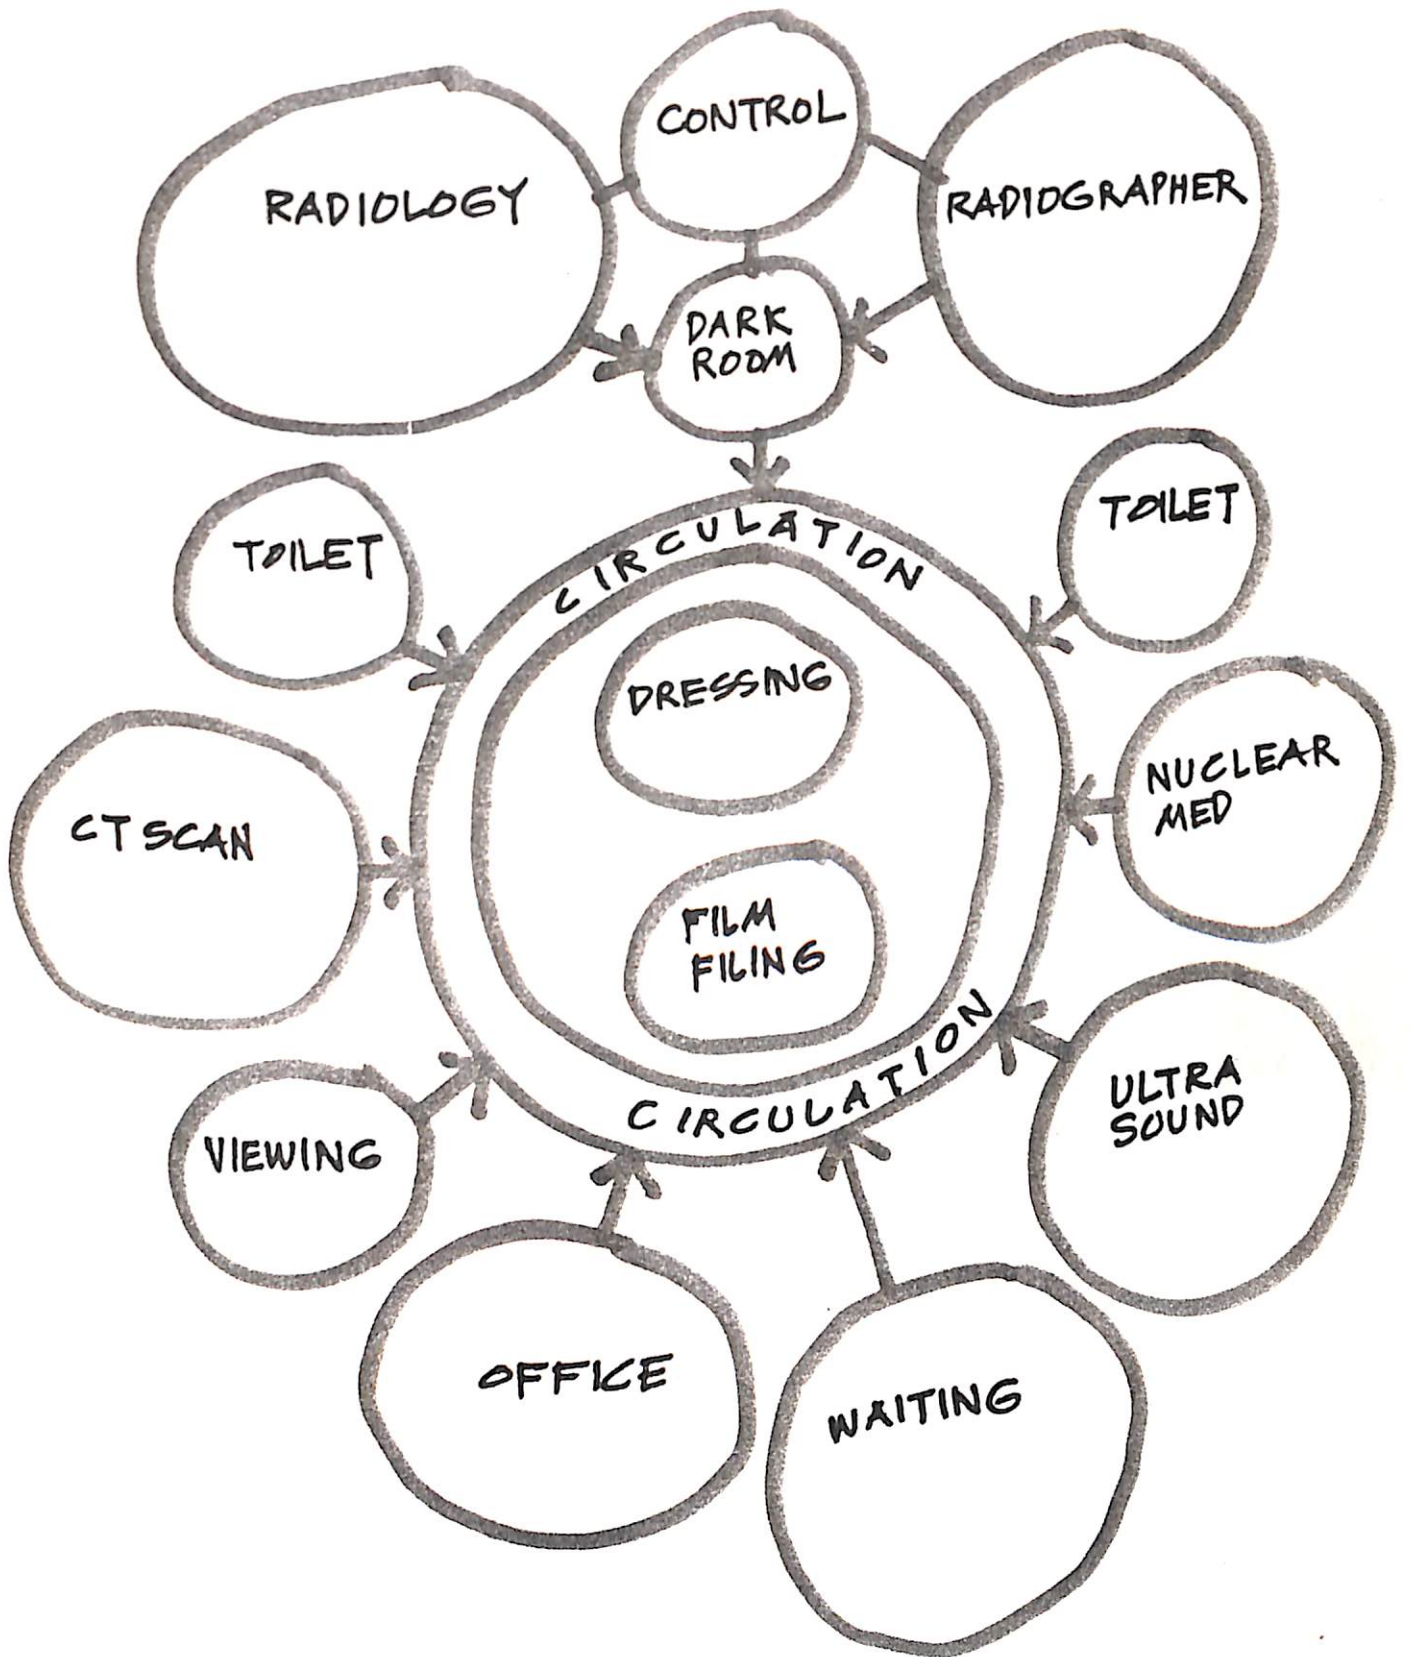 CONTROL
RADIOLOGY
RADIOGRAPHER
DARK
ROOM
TOILET
TOILET
CIRCULATION
DRESSING
NUCLEAR
MED
CT SCAN
FILM
FILING
CIRCULATION
ULTRA
SOUND
VIEWING
OFFICE
WAITING